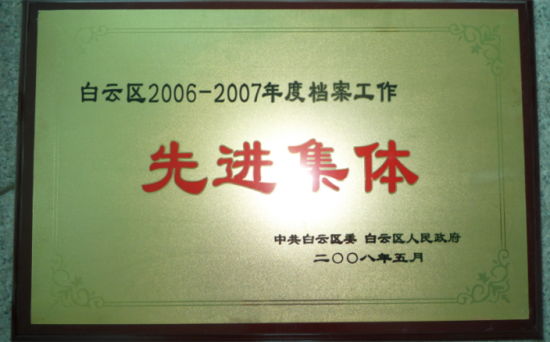 白云区2006-2007年度档案工作
先进集体
中共白云区委 白云区人民政府
二〇〇八年五月